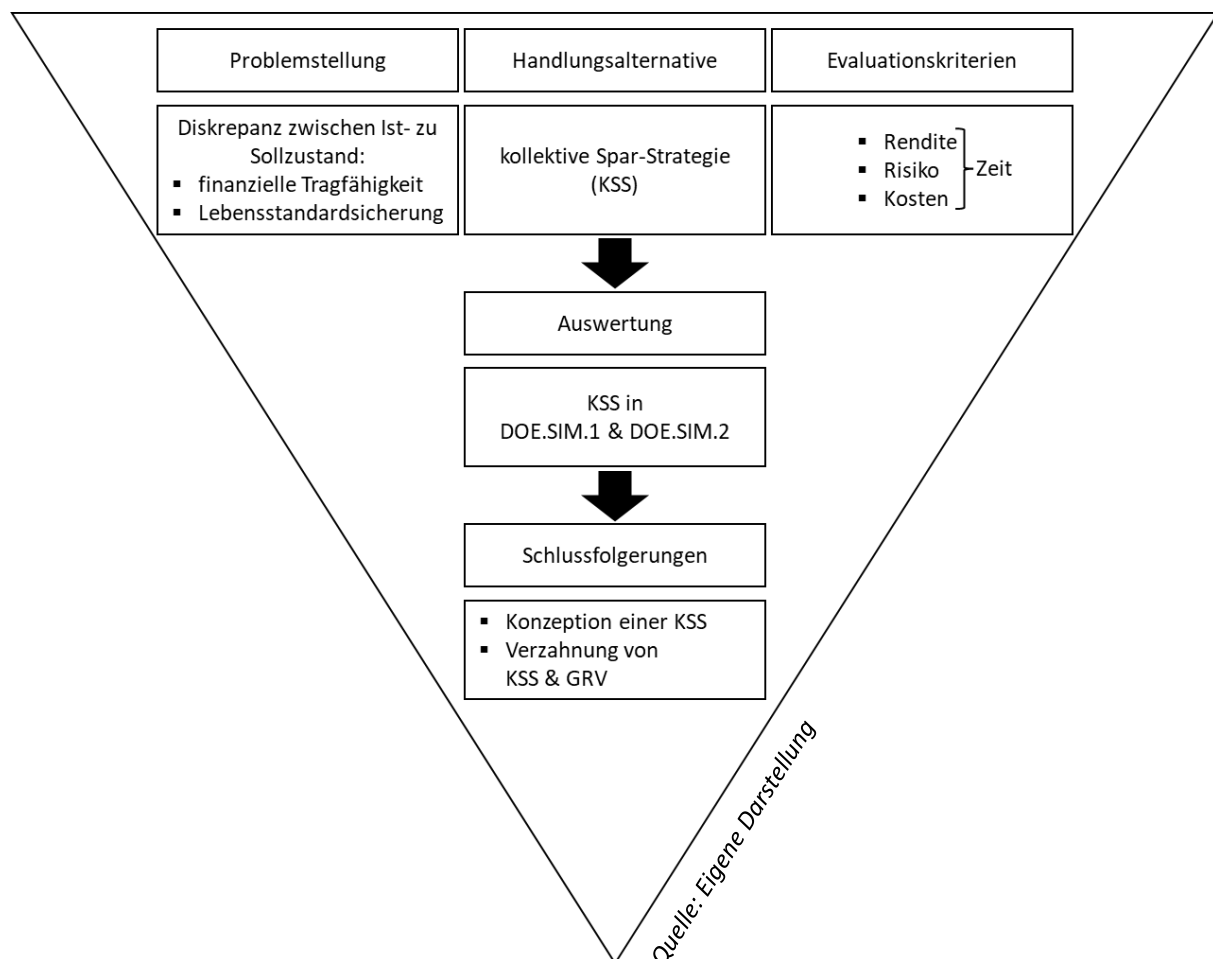 Problemstellung
Handlungsalternative
Evaluationskriterien
Diskrepanz zwischen Ist- zu
Sollzustand:
▪ finanzielle Tragfähigkeit
▪ Lebensstandardsicherung
kollektive Spar-Strategie
(KSS)
▪ Rendite
▪ Risiko
▪ Kosten
Zeit
Auswertung
KSS in
DOE.SIM.1 & DOE.SIM.2
Schlussfolgerungen
▪ Konzeption einer KSS
▪ Verzahnung von
KSS & GRV
Quelle: Eigene Darstellung